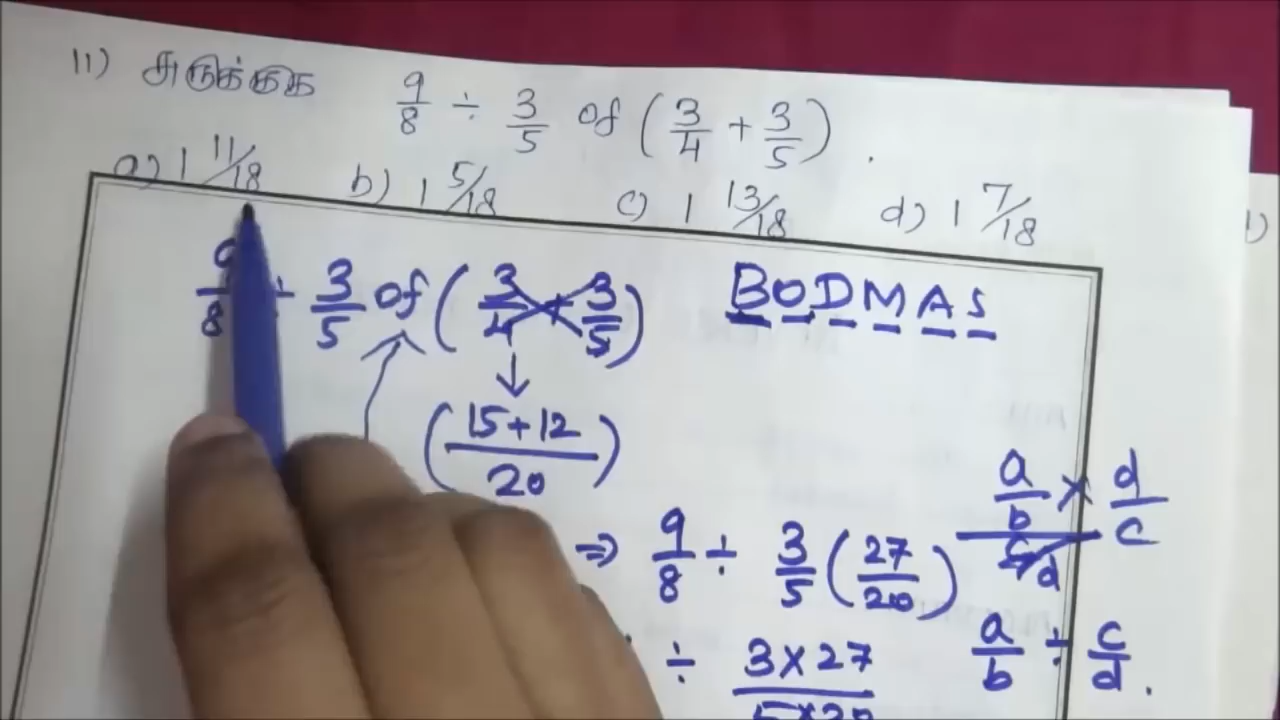 11) சுருக்குக 9/8 ÷ 3/5 of (3/4 + 3/5).
a) 1 11/18 b) 1 5/18 c) 1 13/18 d) 1 7/18
÷ 3/5 of (3/4 + 3/5) BODMAS
(15+12/20)
a/b × d/c
c/d
⇒ 9/8 ÷ 3/5 (27/20)
a/b ÷ c/d.
÷ 3×27/5×20